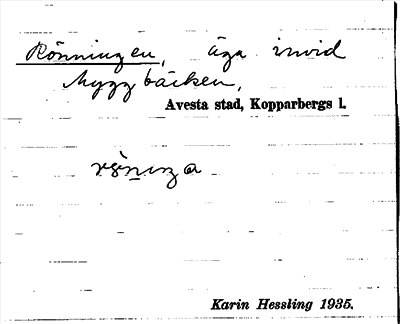 Rönningen, äga invid
Myggbäcken,
Avesta stad, Kopparbergs l.
Karin Hessling 1935.